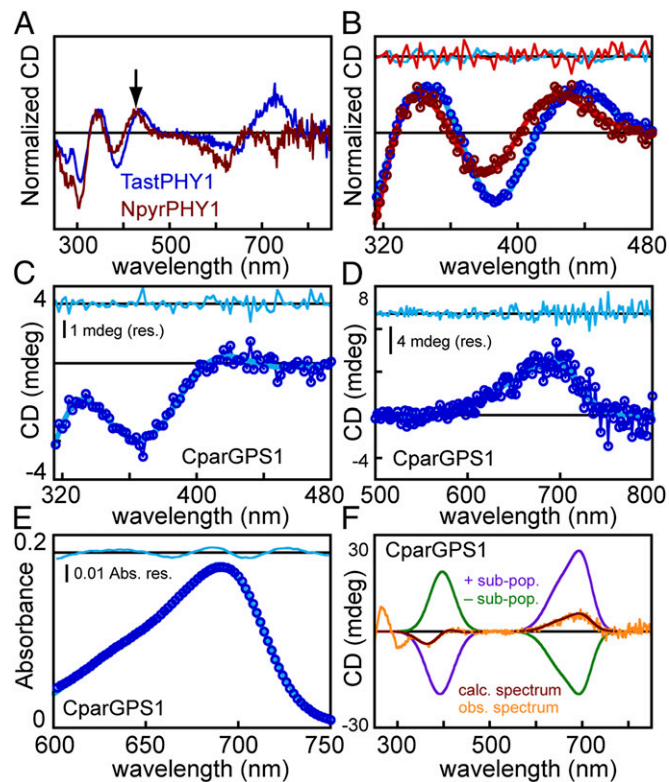 A
Normalized CD
TastPHY1
NpyrPHY1
250 400 550 700
wavelength (nm)
B
Normalized CD
320 400 480
wavelength (nm)
C
4
1 mdeg (res.)
CD (mdeg)
-4
CparGPS1
320 400 480
wavelength (nm)
D
8
4 mdeg (res.)
CD (mdeg)
-4
CparGPS1
500 600 700 800
wavelength (nm)
E
0.2
0.01 Abs. res.
Absorbance
0
CparGPS1
600 650 700 750
wavelength (nm)
F
30
CparGPS1
+ sub-pop.
– sub-pop.
CD (mdeg)
calc. spectrum
obs. spectrum
-30
300 500 700
wavelength (nm)